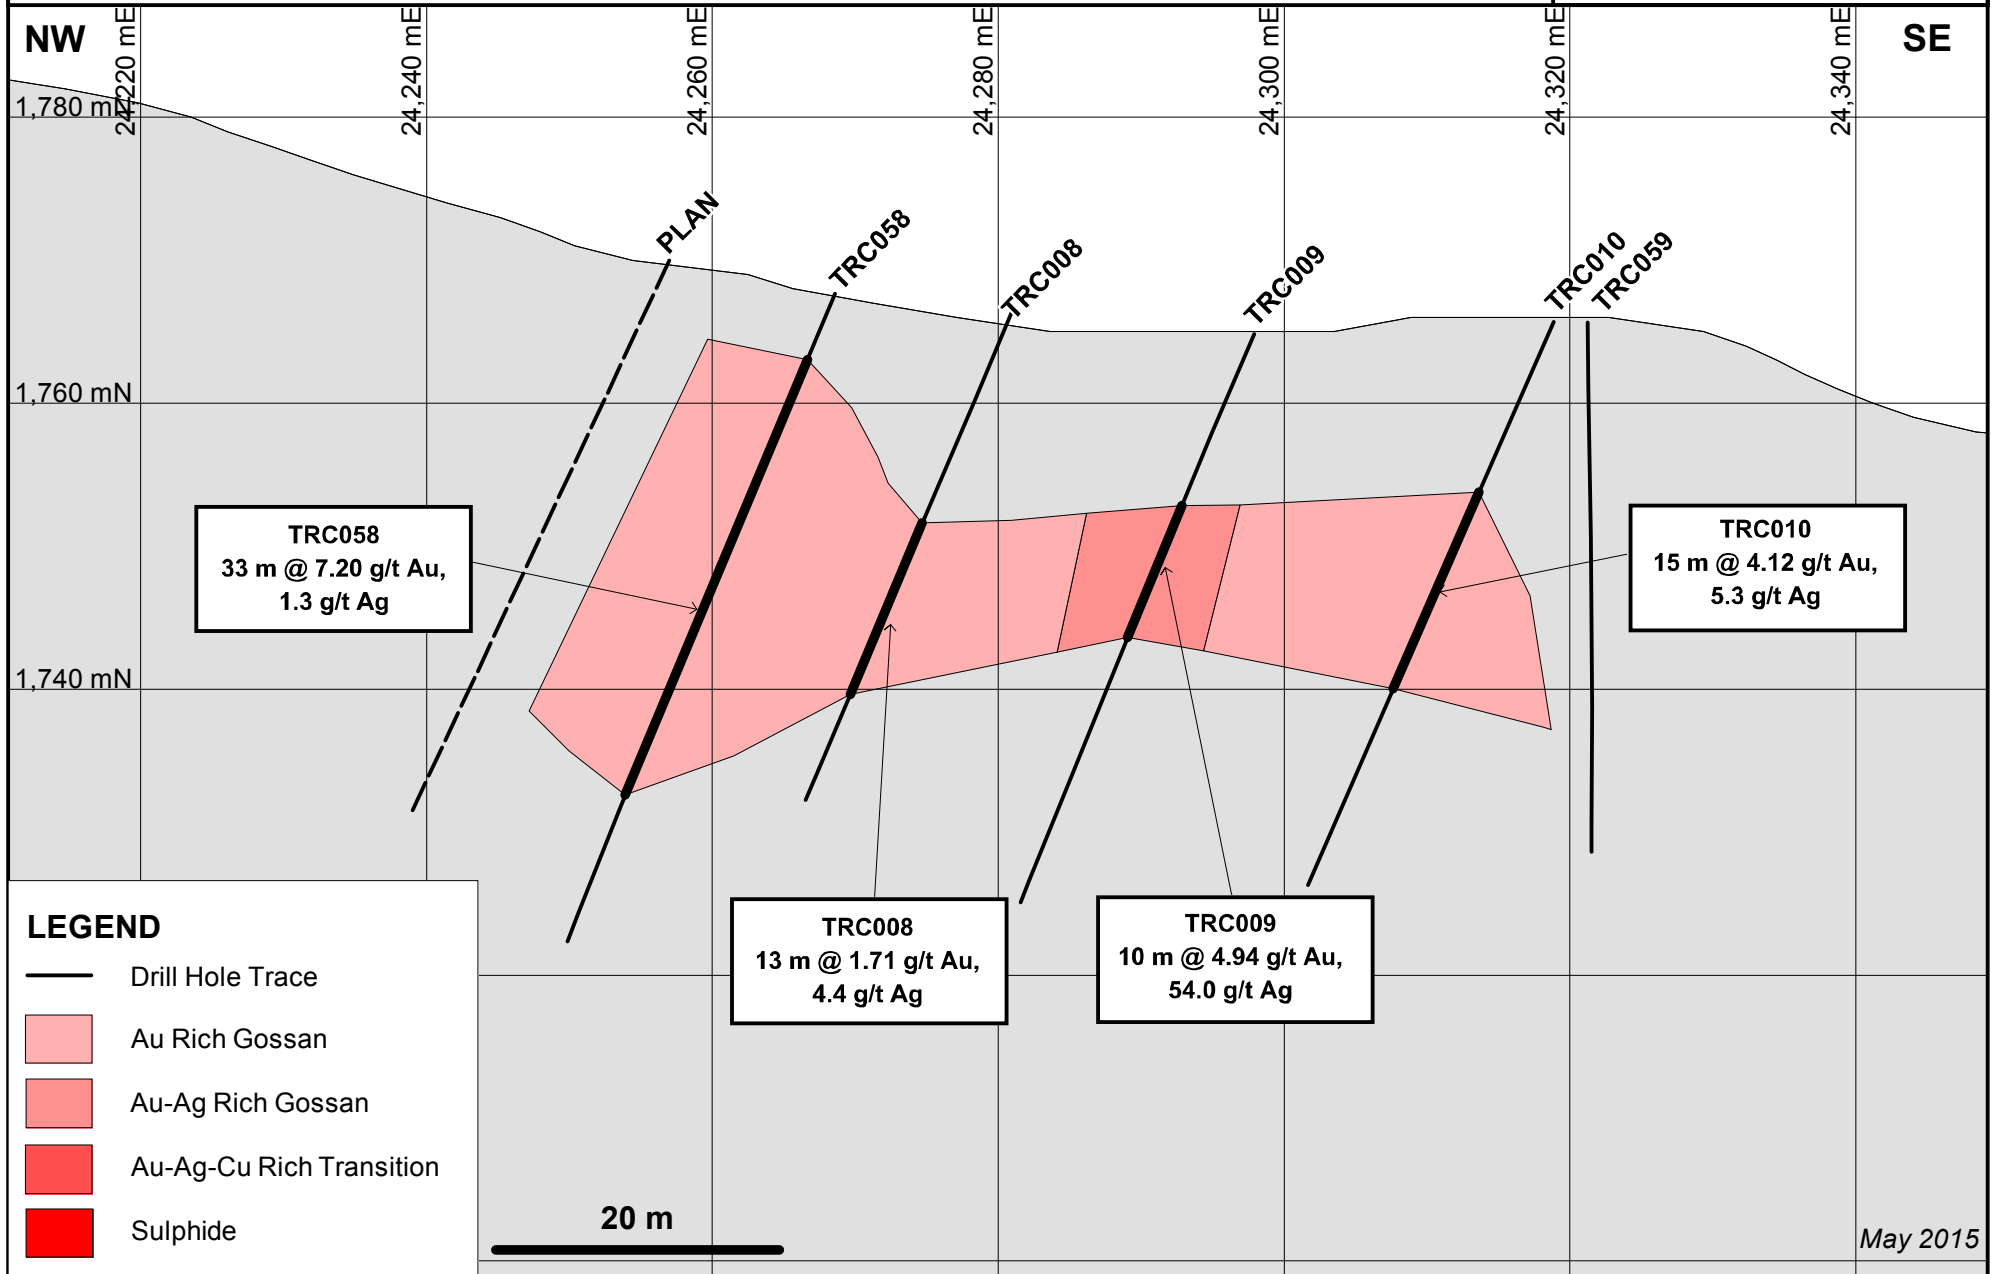 NW
SE
24,220 mE
24,240 mE
24,260 mE
24,280 mE
24,300 mE
24,320 mE
24,340 mE
1,780 mN
1,760 mN
1,740 mN
PLAN
TRC058
TRC008
TRC009
TRC010
TRC059
TRC058
33 m @ 7.20 g/t Au,
1.3 g/t Ag
TRC010
15 m @ 4.12 g/t Au,
5.3 g/t Ag
TRC008
13 m @ 1.71 g/t Au,
4.4 g/t Ag
TRC009
10 m @ 4.94 g/t Au,
54.0 g/t Ag
LEGEND
Drill Hole Trace
Au Rich Gossan
Au-Ag Rich Gossan
Au-Ag-Cu Rich Transition
Sulphide
20 m
May 2015